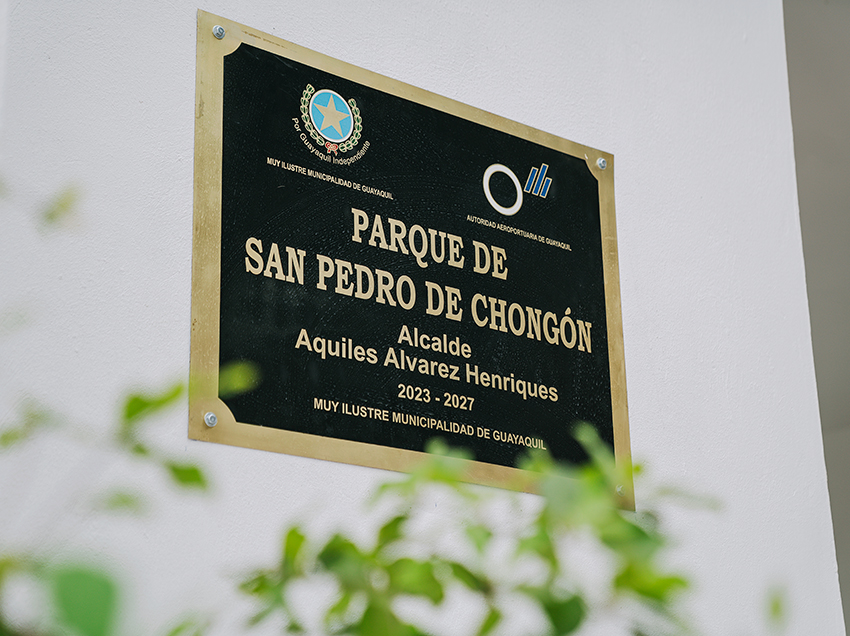 Por Guayaquil Independiente
MUY ILUSTRE MUNICIPALIDAD DE GUAYAQUIL
AUTORIDAD AEROPORTUARIA DE GUAYAQUIL
PARQUE DE
SAN PEDRO DE CHONGÓN
Alcalde
Aquiles Alvarez Henriques
2023 - 2027
MUY ILUSTRE MUNICIPALIDAD DE GUAYAQUIL